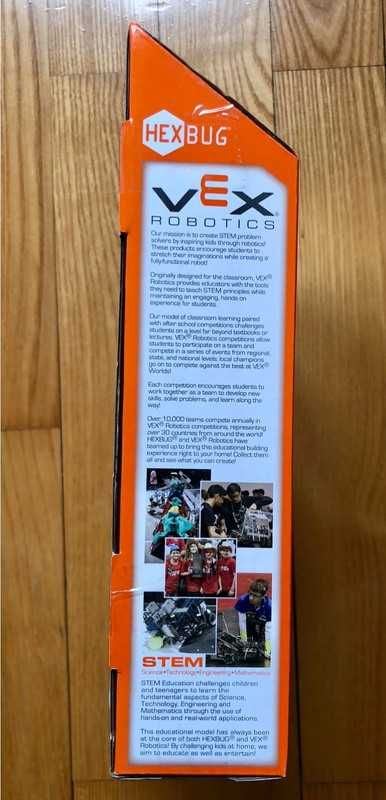 HEXBUG
VEX®
ROBOTICS
Our mission is to create STEM problem
solvers by inspiring kids through robotics!
These products encourage students to
stretch their imaginations while creating a
fully-functional robot!
Originally designed for the classroom, VEX®
Robotics provides educators with the tools
they need to teach STEM principles while
maintaining an engaging, hands on
experience for students.
Our model of classroom learning paired
with after school competitions challenges
students on a level far beyond textbooks or
lectures. VEX® Robotics competitions allow
students to participate on a team and
compete in a series of events from regional,
state, and national levels; local champions
go on to compete against the best at VEX®
Worlds!
Each competition encourages students to
work together as a team to develop new
skills, solve problems, and learn along the
way!
Over 10,000 teams compete annually in
VEX® Robotics competitions, representing
over 30 countries from around the world!
HEXBUG® and VEX® Robotics have
teamed up to bring this educational building
experience right to your home! Collect them
all and see what you can create!
STEM
Science•Technology•Engineering•Mathematics
STEM Education challenges children
and teenagers to learn the
fundamental aspects of Science,
Technology, Engineering and
Mathematics through the use of
hands-on and real-world applications.
This educational model has always been
at the core of both HEXBUG® and VEX®
Robotics! By challenging kids at home, we
aim to educate as well as entertain!